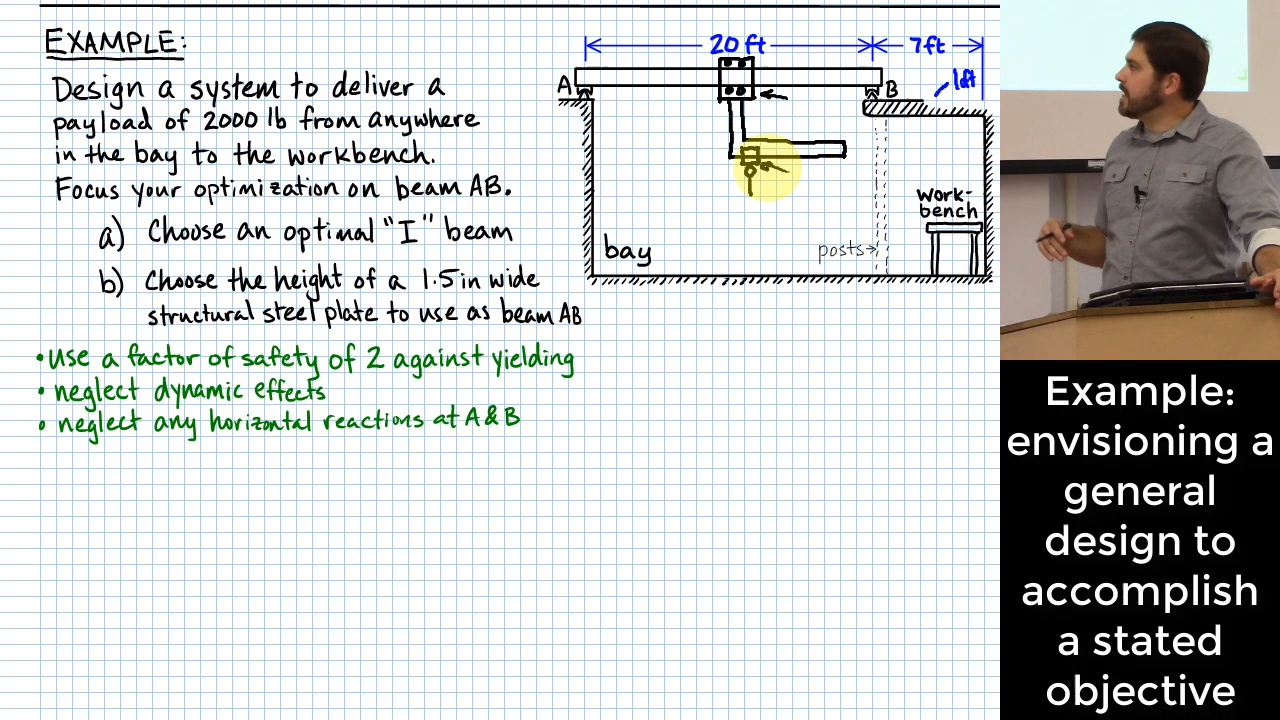 EXAMPLE:
Design a system to deliver a
payload of 2000 lb from anywhere
in the bay to the workbench.
Focus your optimization on beam AB.
a) Choose an optimal "I" beam
b) Choose the height of a 1.5 in wide
structural steel plate to use as beam AB
• use a factor of safety of 2 against yielding
• neglect dynamic effects
• neglect any horizontal reactions at A & B
20 ft
7 ft
1 ft
A
B
work-
bench
bay
posts
Example:
envisioning a
general
design to
accomplish
a stated
objective